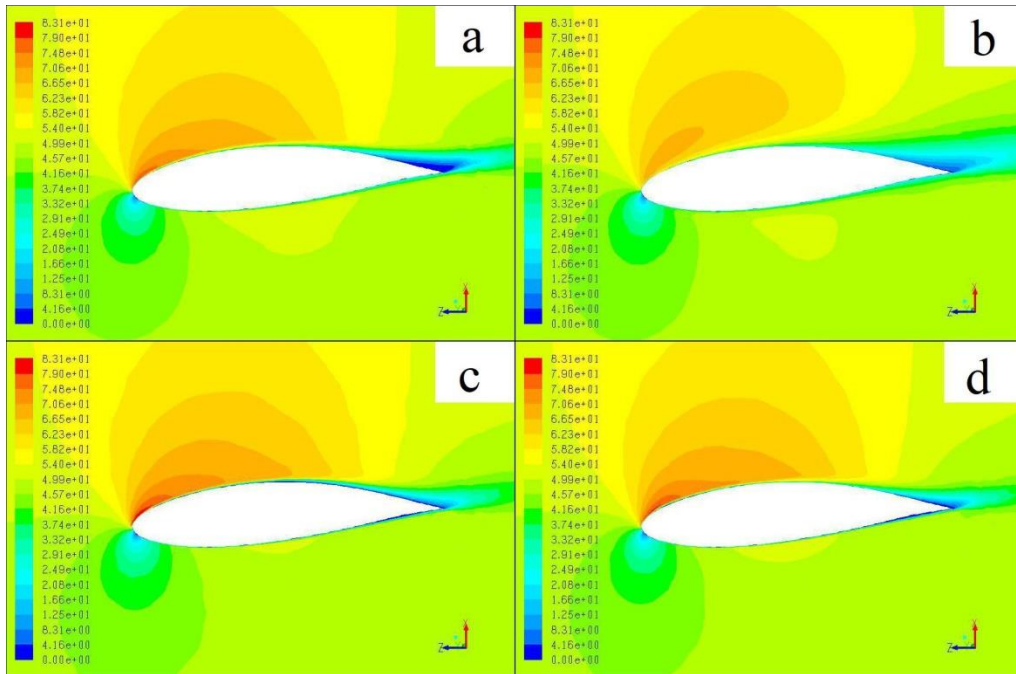 a
8.31e+01
7.90e+01
7.48e+01
7.06e+01
6.65e+01
6.23e+01
5.82e+01
5.40e+01
4.99e+01
4.57e+01
4.16e+01
3.74e+01
3.32e+01
2.91e+01
2.49e+01
2.08e+01
1.66e+01
1.25e+01
8.31e+00
4.16e+00
0.00e+00
X
Z
b
8.31e+01
7.90e+01
7.48e+01
7.06e+01
6.65e+01
6.23e+01
5.82e+01
5.40e+01
4.99e+01
4.57e+01
4.16e+01
3.74e+01
3.32e+01
2.91e+01
2.49e+01
2.08e+01
1.66e+01
1.25e+01
8.31e+00
4.16e+00
0.00e+00
X
Z
c
8.31e+01
7.90e+01
7.48e+01
7.06e+01
6.65e+01
6.23e+01
5.82e+01
5.40e+01
4.99e+01
4.57e+01
4.16e+01
3.74e+01
3.32e+01
2.91e+01
2.49e+01
2.08e+01
1.66e+01
1.25e+01
8.31e+00
4.16e+00
0.00e+00
X
Z
d
8.31e+01
7.90e+01
7.48e+01
7.06e+01
6.65e+01
6.23e+01
5.82e+01
5.40e+01
4.99e+01
4.57e+01
4.16e+01
3.74e+01
3.32e+01
2.91e+01
2.49e+01
2.08e+01
1.66e+01
1.25e+01
8.31e+00
4.16e+00
0.00e+00
X
Z